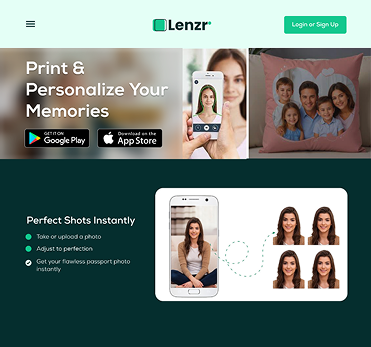 Lenzr
Login or Sign Up
Print &
Personalize Your
Memories
GET IT ON
Google Play
Download on the
App Store
Perfect Shots Instantly
Take or upload a photo
Adjust to perfection
Get your flawless passport photo
instantly